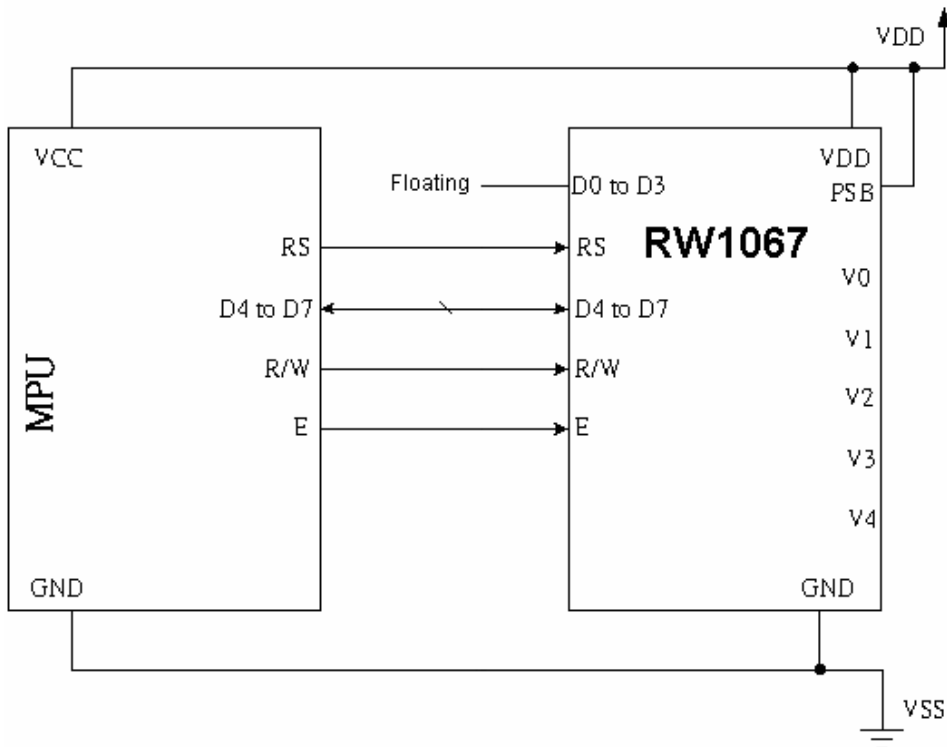 VDD
VCC
VDD
Floating
D0 to D3
PSB
RS
RS
RW1067
V0
D4 to D7
D4 to D7
V1
MPU
R/W
R/W
V2
E
E
V3
V4
GND
GND
VSS